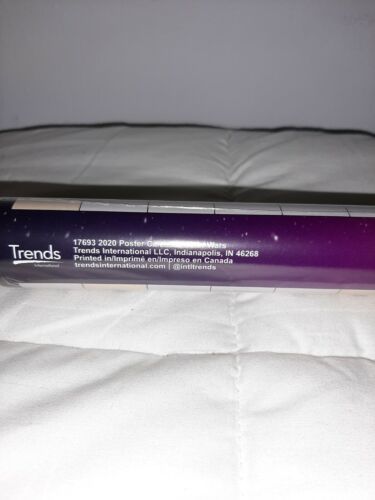 Trends
International
17693 2020 Poster Wars
Trends International LLC, Indianapolis, IN 46268
Printed in/Imprimé en/Impreso en Canada
trendsinternational.com | @intltrends